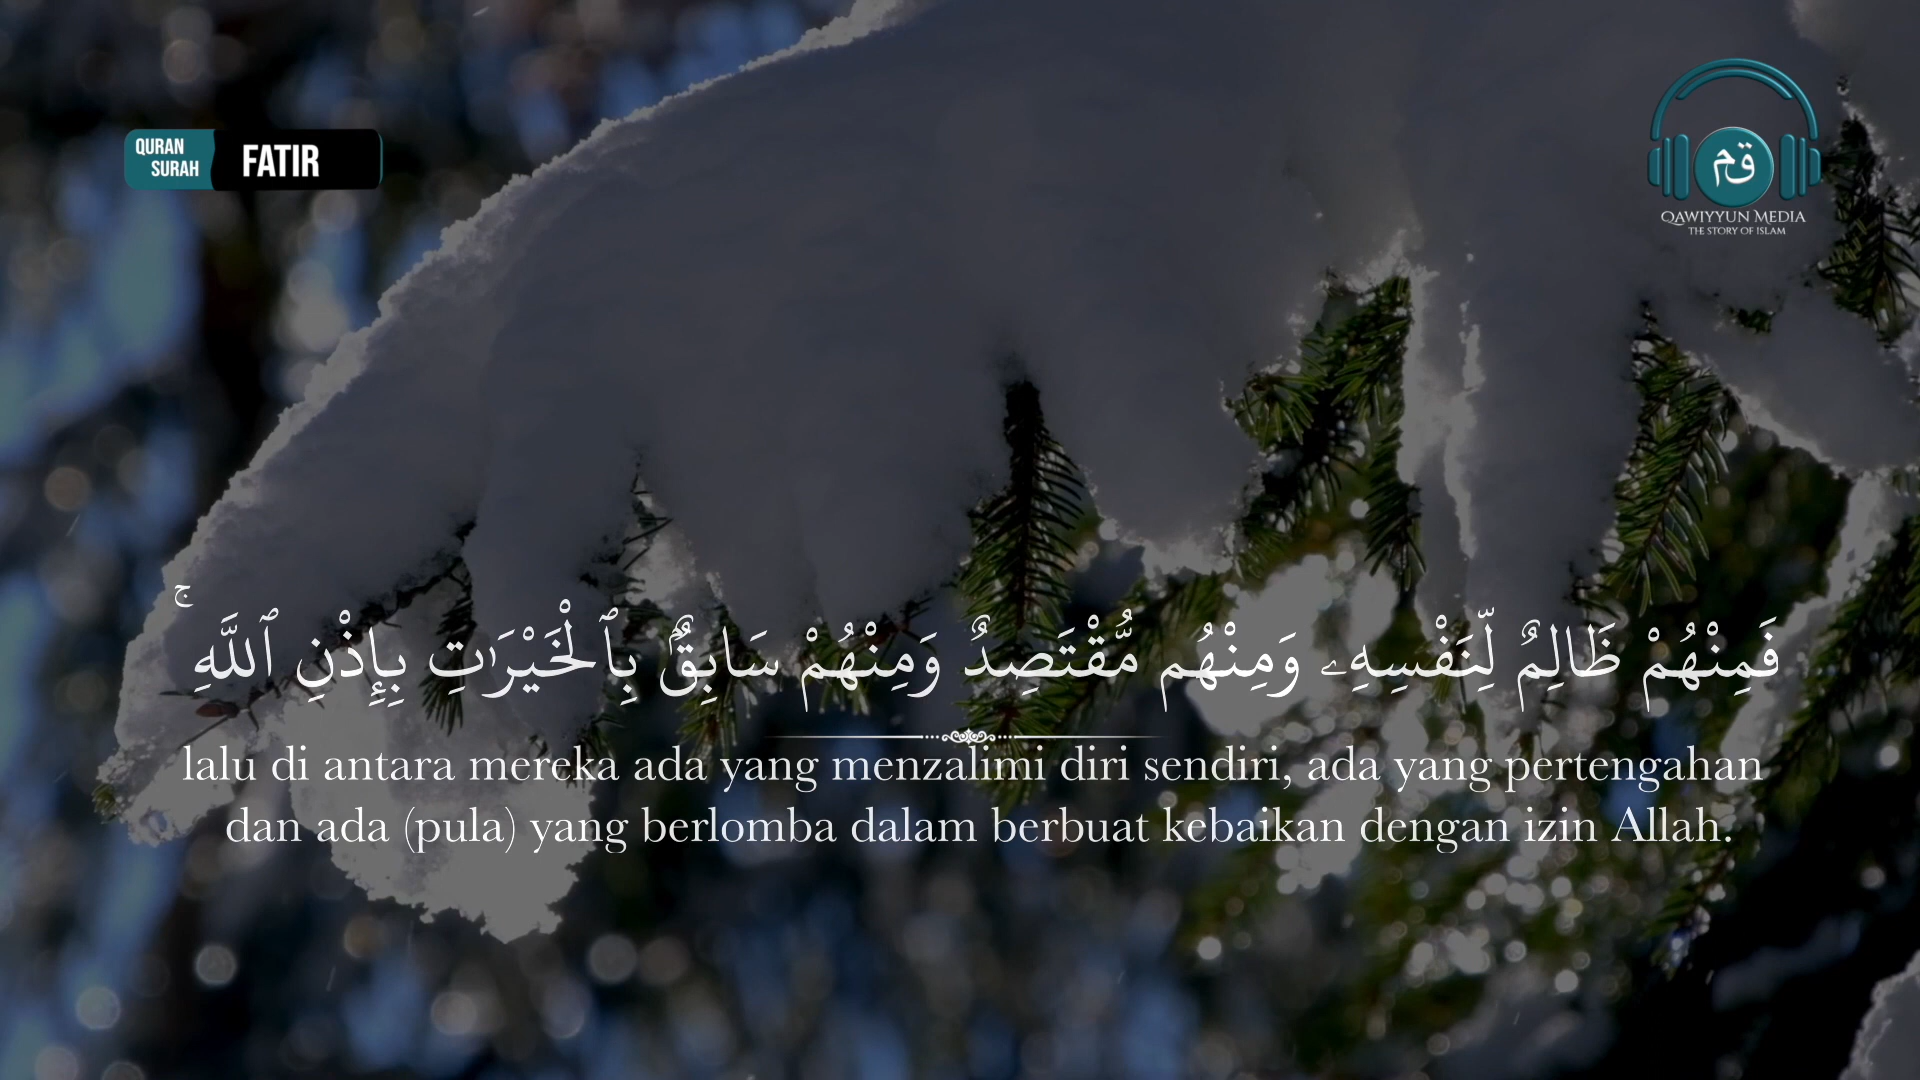 QURAN
SURAH
FATIR
قم
QAWIYYUN MEDIA
THE STORY OF ISLAM
فَمِنْهُمْ ظَالِمٌ لِّنَفْسِهِۦ وَمِنْهُم مُّقْتَصِدٌ وَمِنْهُمْ سَابِقٌۢ بِٱلْخَيْرَٰتِ بِإِذْنِ ٱللَّهِ ۚ
lalu di antara mereka ada yang menzalimi diri sendiri, ada yang pertengahan
dan ada (pula) yang berlomba dalam berbuat kebaikan dengan izin Allah.